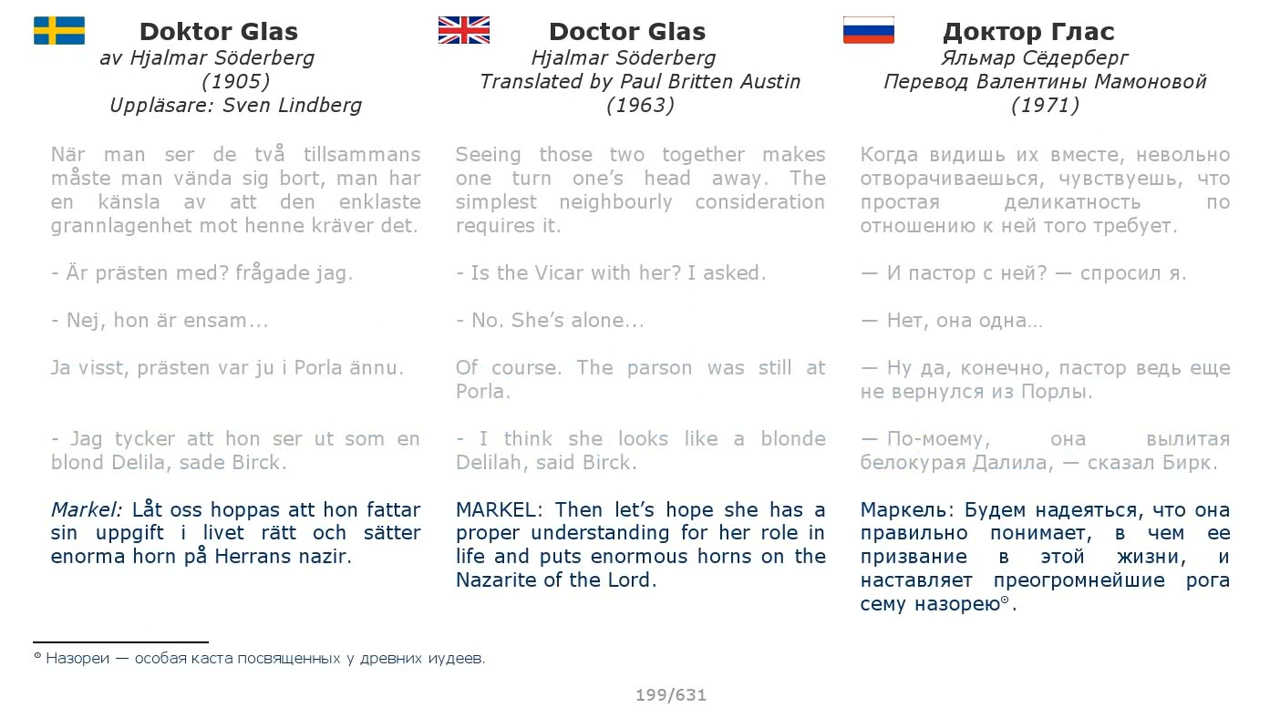 Doktor Glas
av Hjalmar Söderberg
(1905)
Uppläsare: Sven Lindberg
När man ser de två tillsammans
måste man vända sig bort, man har
en känsla av att den enklaste
grannlagenhet mot henne kräver det.
- Är prästen med? frågade jag.
- Nej, hon är ensam...
Ja visst, prästen var ju i Porla ännu.
- Jag tycker att hon ser ut som en
blond Delila, sade Birck.
Markel: Låt oss hoppas att hon fattar
sin uppgift i livet rätt och sätter
enorma horn på Herrans nazir.
Doctor Glas
Hjalmar Söderberg
Translated by Paul Britten Austin
(1963)
Seeing those two together makes
one turn one’s head away. The
simplest neighbourly consideration
requires it.
- Is the Vicar with her? I asked.
- No. She’s alone...
Of course. The parson was still at
Porla.
- I think she looks like a blonde
Delilah, said Birck.
MARKEL: Then let’s hope she has a
proper understanding for her role in
life and puts enormous horns on the
Nazarite of the Lord.
Доктор Глас
Яльмар Сёдерберг
Перевод Валентины Мамоновой
(1971)
Когда видишь их вместе, невольно
отворачиваешься, чувствуешь, что
простая деликатность по
отношению к ней того требует.
— И пастор с ней? — спросил я.
— Нет, она одна…
— Ну да, конечно, пастор ведь еще
не вернулся из Порлы.
— По-моему, она вылитая
белокурая Далила, — сказал Бирк.
Маркель: Будем надеяться, что она
правильно понимает, в чем ее
призвание в этой жизни, и
наставляет преогромнейшие рога
сему назорею⊙.
⊙ Назореи — особая каста посвященных у древних иудеев.
199/631